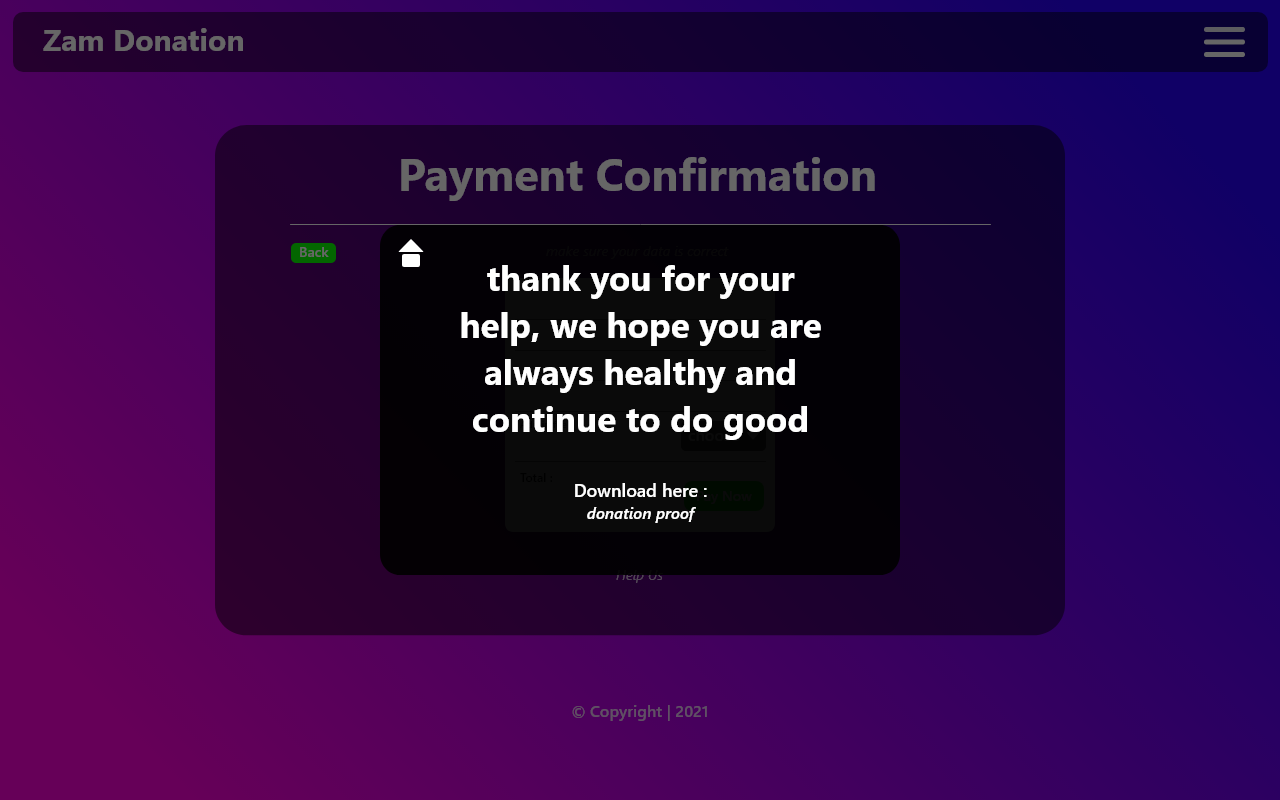 Zam Donation
Payment Confirmation
Back
make sure your data is correct
thank you for your
help, we hope you are
always healthy and
continue to do good
Total :
Download here :
donation proof
Help Us
© Copyright | 2021